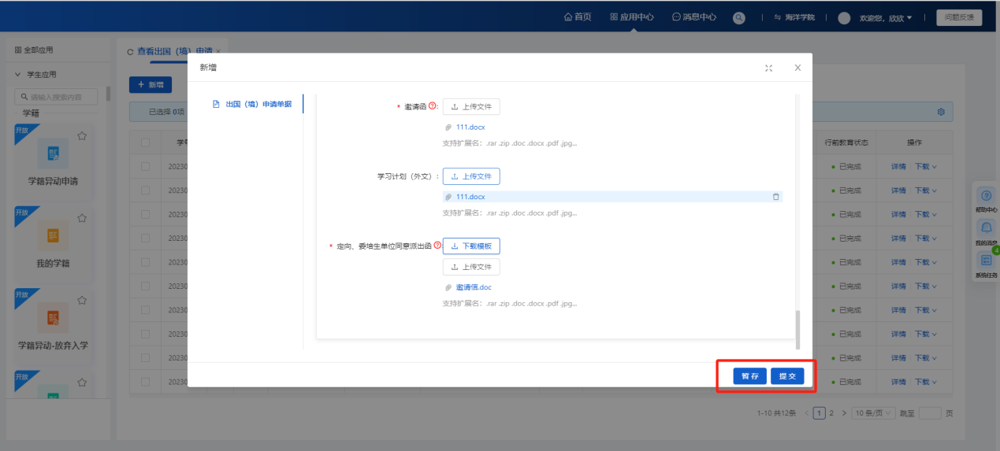 首页 应用中心 消息中心 海洋学院 欢迎您，欣欣 问题反馈
全部应用
查看出国（境）申请
学生应用
新增
请输入搜索内容
已选择 0项
学籍
开放
学籍异动申请
开放
我的学籍
开放
学籍异动-放弃入学
开放
新增
出国（境）申请单据
* 邀请函 : 上传文件
111.docx
支持扩展名：.rar .zip .doc .docx .pdf .jpg...
学习计划（外文）: 上传文件
111.docx
支持扩展名：.rar .zip .doc .docx .pdf .jpg...
* 定向、委培生单位同意派出函 : 下载模板
上传文件
邀请信.doc
支持扩展名：.rar .zip .doc .docx .pdf .jpg...
暂存 提交
行前教育状态 操作
20230 已完成 详情 下载
20230 已完成 详情 下载
20230 已完成 详情 下载
20230 已完成 详情 下载
20230 已完成 详情 下载
20230 已完成 详情 下载
20230 已完成 详情 下载
20230 已完成 详情 下载
20230 已完成 详情 下载
20230 已完成 详情 下载
1-10 共12条 < 1 2 > 10 条/页 跳至 页
帮助中心
我的消息
4
系统任务